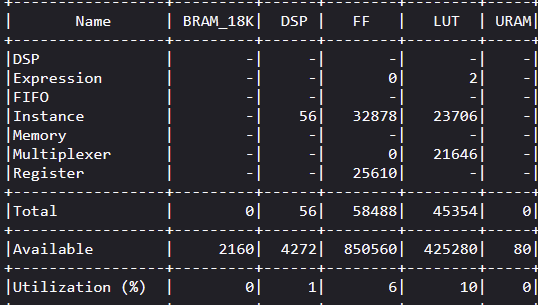 +-----------------+---------+------+--------+--------+-----+
|       Name      | BRAM_18K|  DSP |   FF   |   LUT  | URAM|
+-----------------+---------+------+--------+--------+-----+
|DSP              |        -|     -|       -|       -|    -|
|Expression       |        -|     -|       0|       2|    -|
|FIFO             |        -|     -|       -|       -|    -|
|Instance         |        -|    56|   32878|   23706|    -|
|Memory           |        -|     -|       -|       -|    -|
|Multiplexer      |        -|     -|       0|   21646|    -|
|Register         |        -|     -|   25610|       -|    -|
+-----------------+---------+------+--------+--------+-----+
|Total            |        0|    56|   58488|   45354|    0|
+-----------------+---------+------+--------+--------+-----+
|Available        |     2160|  4272|  850560|  425280|   80|
+-----------------+---------+------+--------+--------+-----+
|Utilization (%)  |        0|     1|       6|      10|    0|
+-----------------+---------+------+--------+--------+-----+